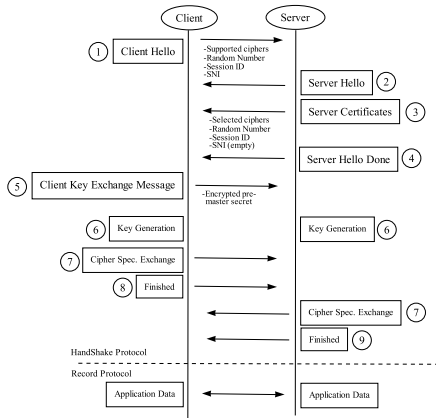 Client
Server
1
Client Hello
-Supported ciphers
-Random Number
-Session ID
-SNI
Server Hello
2
Server Certificates
3
-Selected ciphers
-Random Number
-Session ID
-SNI (empty)
Server Hello Done
4
5
Client Key Exchange Message
-Encrypted pre-
master secret
6
Key Generation
Key Generation
6
7
Cipher Spec. Exchange
8
Finished
Cipher Spec. Exchange
7
Finished
9
HandShake Protocol
Record Protocol
Application Data
Application Data